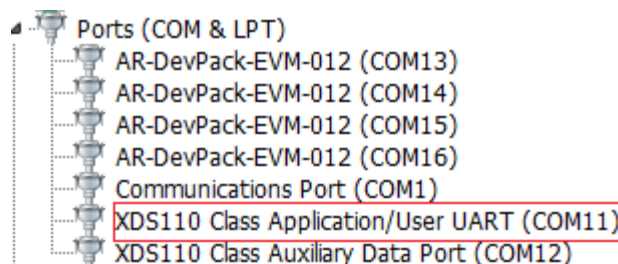 Ports (COM & LPT)
AR-DevPack-EVM-012 (COM13)
AR-DevPack-EVM-012 (COM14)
AR-DevPack-EVM-012 (COM15)
AR-DevPack-EVM-012 (COM16)
Communications Port (COM1)
XDS110 Class Application/User UART (COM11)
XDS110 Class Auxiliary Data Port (COM12)